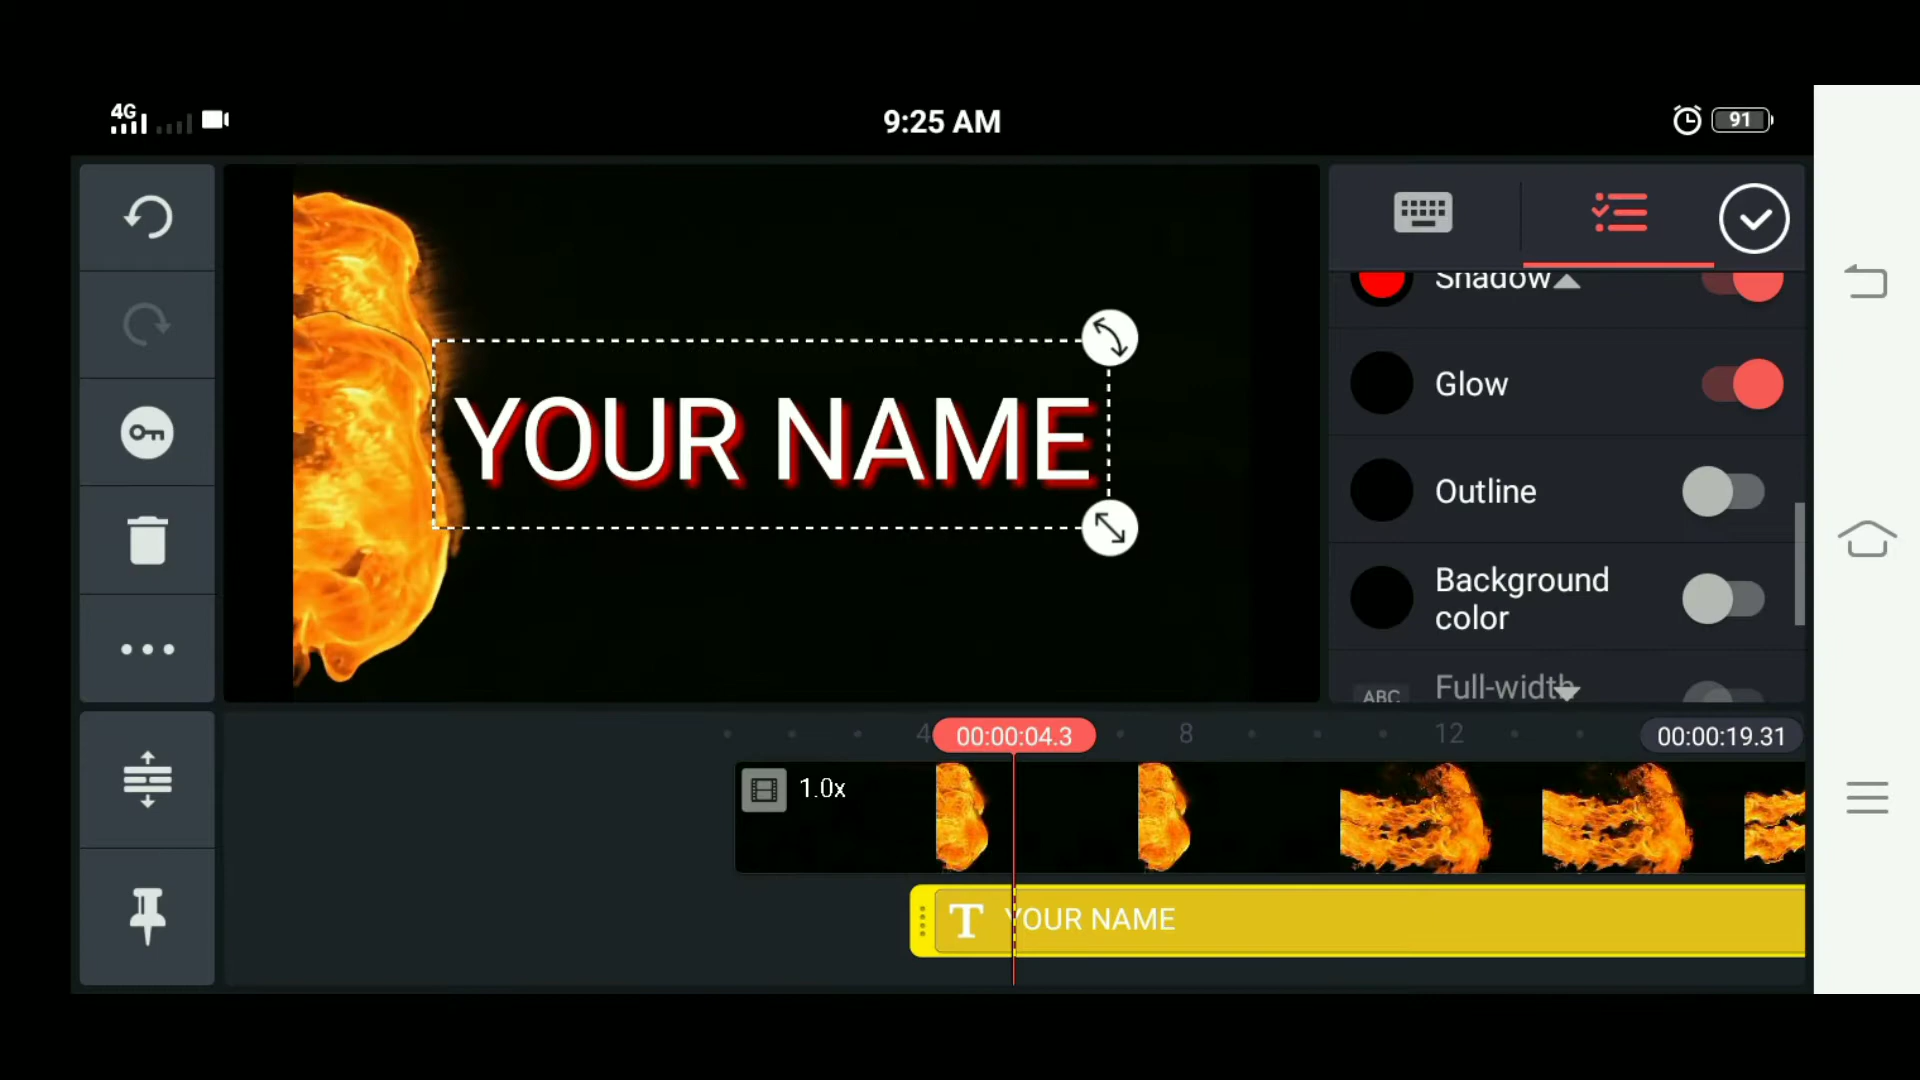 4G
9:25 AM
91
YOUR NAME
Shadow
Glow
Outline
Background
color
ABC
Full-width
4
00:00:04.3
8
12
00:00:19.31
1.0x
T YOUR NAME